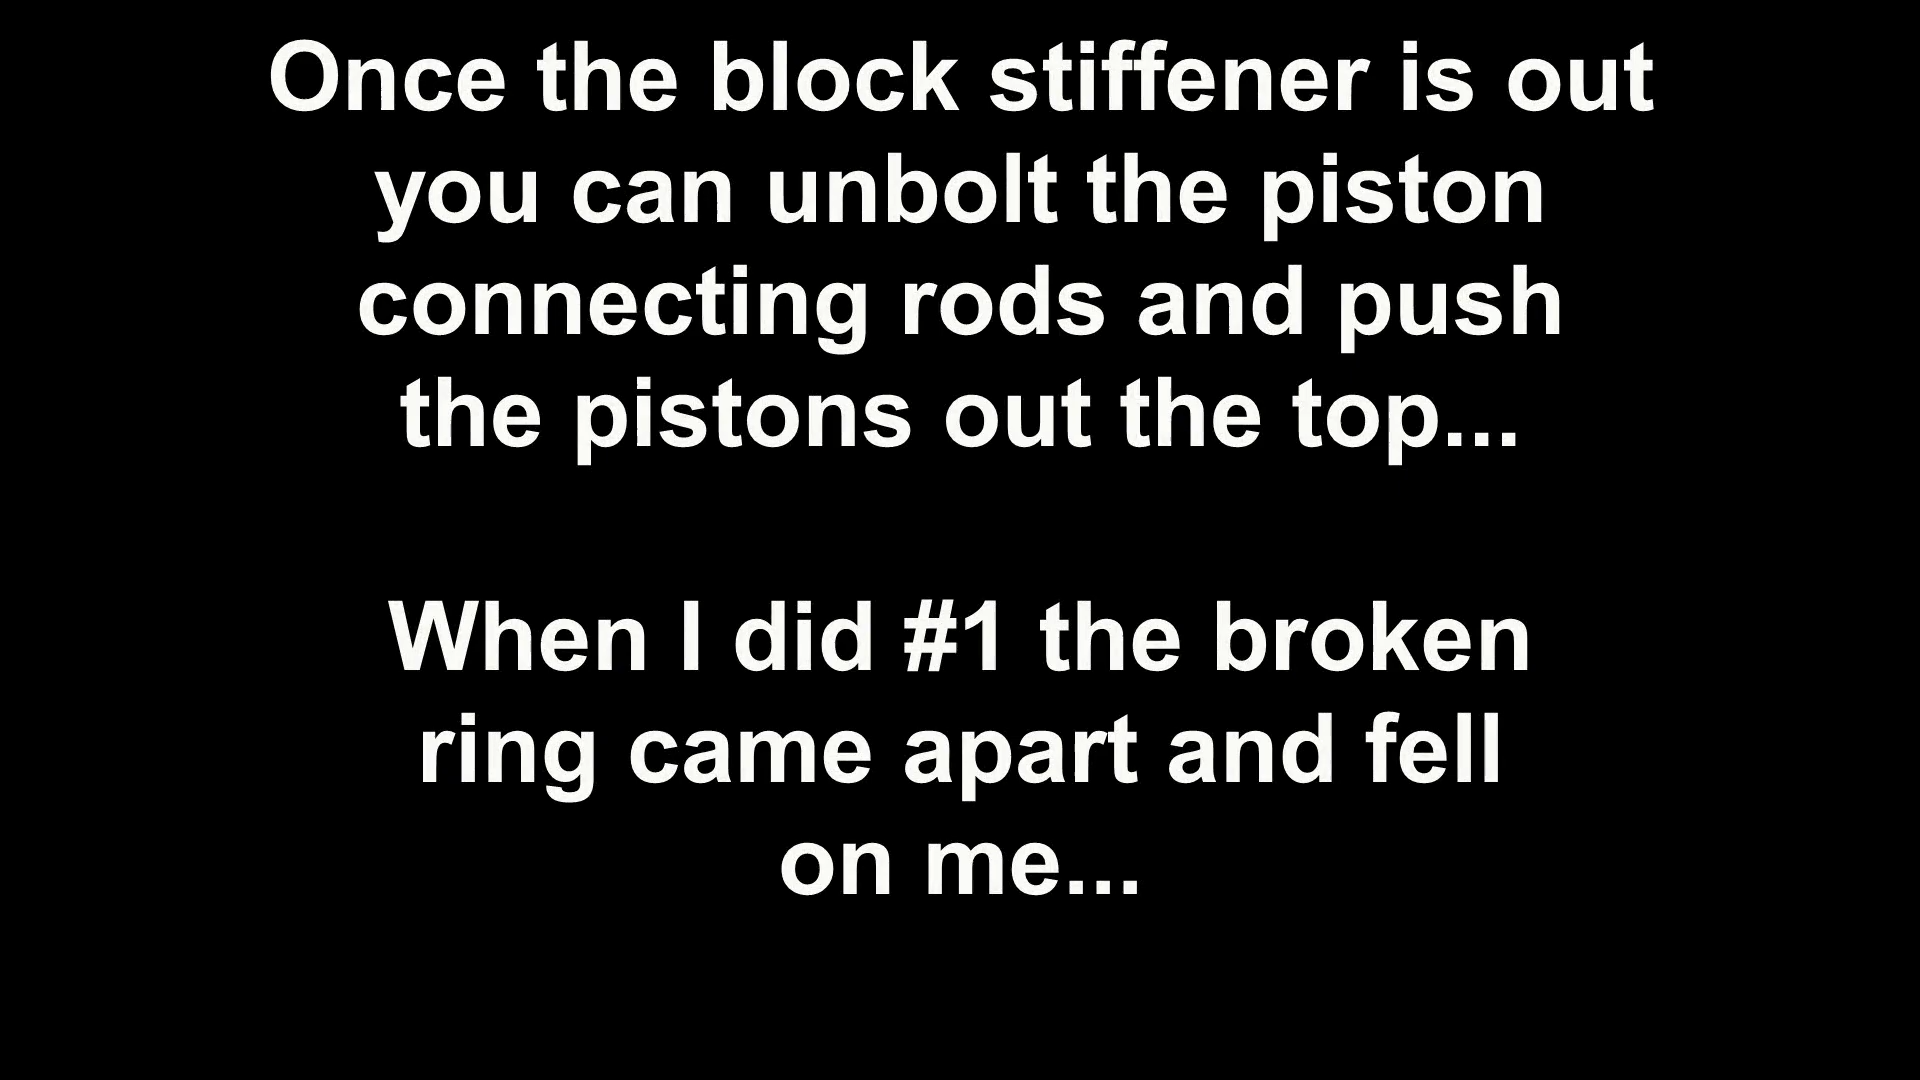 Once the block stiffener is out
you can unbolt the piston
connecting rods and push
the pistons out the top...
When I did #1 the broken
ring came apart and fell
on me...